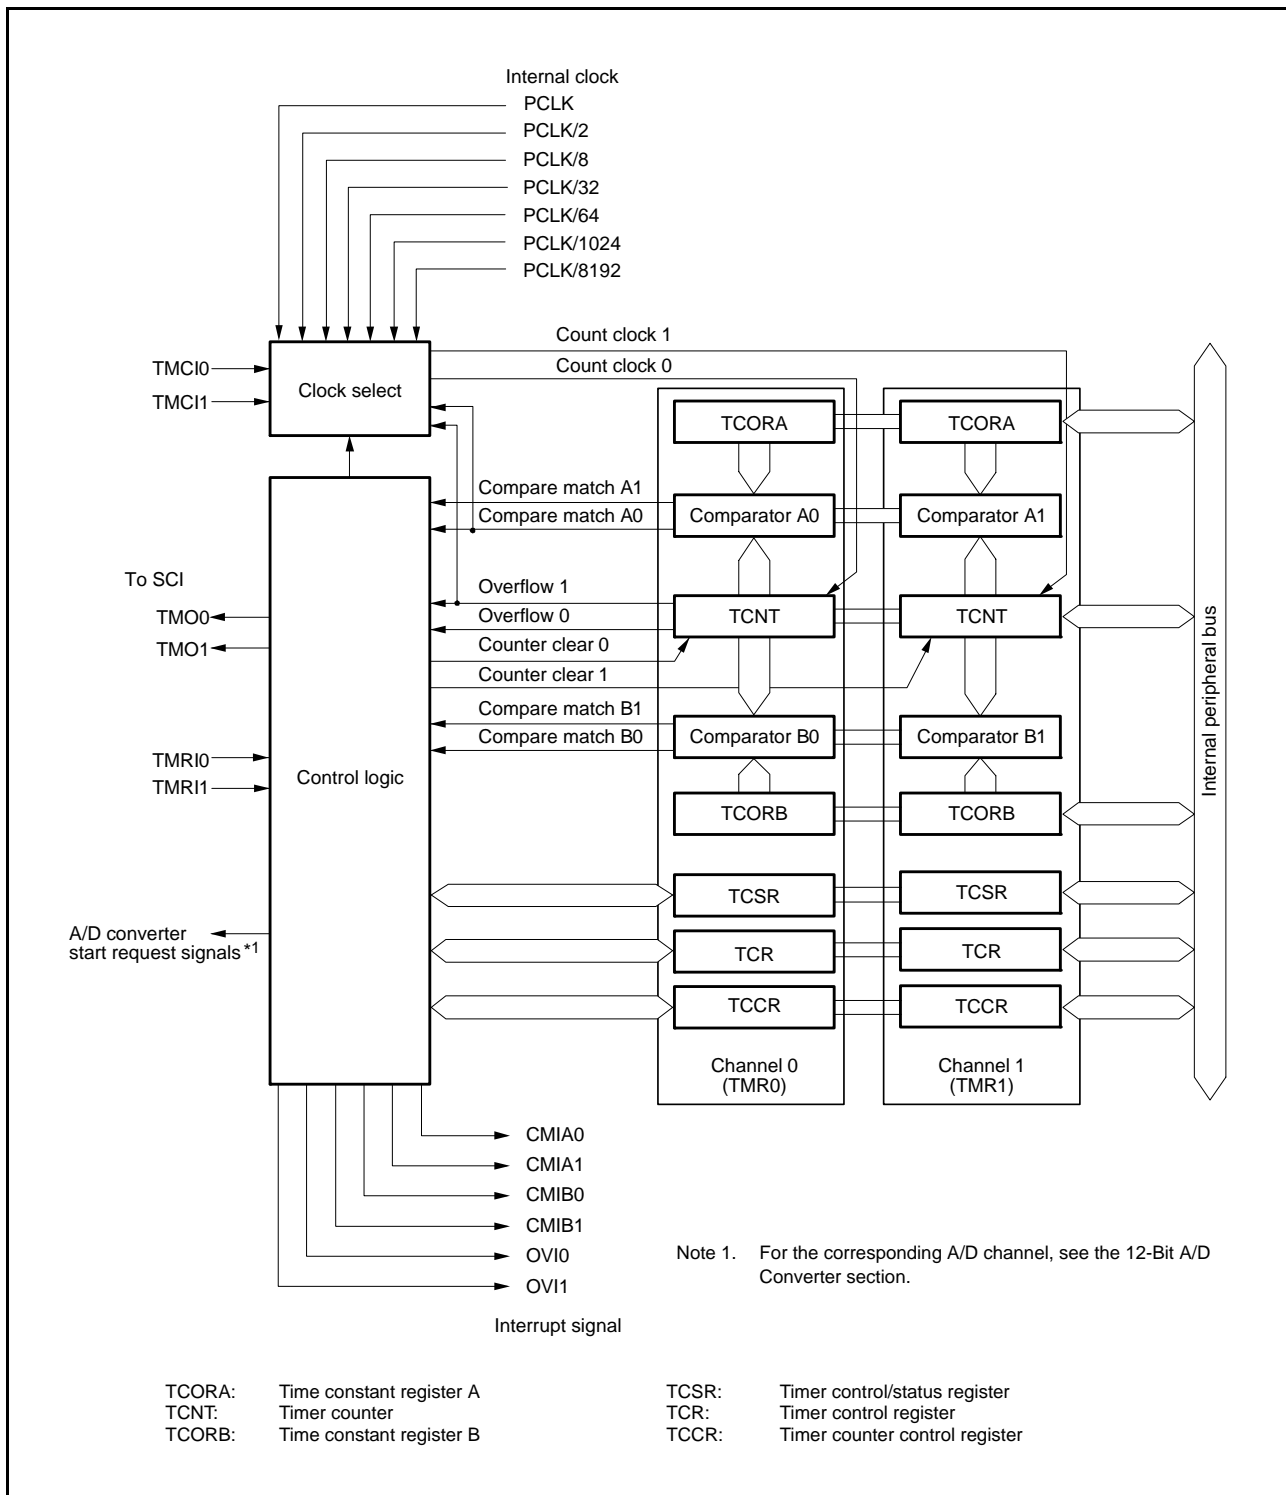 Internal clock
PCLK
PCLK/2
PCLK/8
PCLK/32
PCLK/64
PCLK/1024
PCLK/8192
Count clock 1
Count clock 0
TMCI0
TMCI1
Clock select
TCORA
TCORA
Compare match A1
Compare match A0
Comparator A0
Comparator A1
To SCI
TMO0
TMO1
Overflow 1
Overflow 0
Counter clear 0
Counter clear 1
TCNT
TCNT
Compare match B1
Compare match B0
Comparator B0
Comparator B1
TMRI0
TMRI1
Control logic
TCORB
TCORB
Internal peripheral bus
TCSR
TCSR
A/D converter
start request signals *1
TCR
TCR
TCCR
TCCR
Channel 0
(TMR0)
Channel 1
(TMR1)
CMIA0
CMIA1
CMIB0
CMIB1
OVI0
OVI1
Interrupt signal
Note 1. For the corresponding A/D channel, see the 12-Bit A/D
Converter section.
TCORA: Time constant register A
TCNT: Timer counter
TCORB: Time constant register B
TCSR: Timer control/status register
TCR: Timer control register
TCCR: Timer counter control register